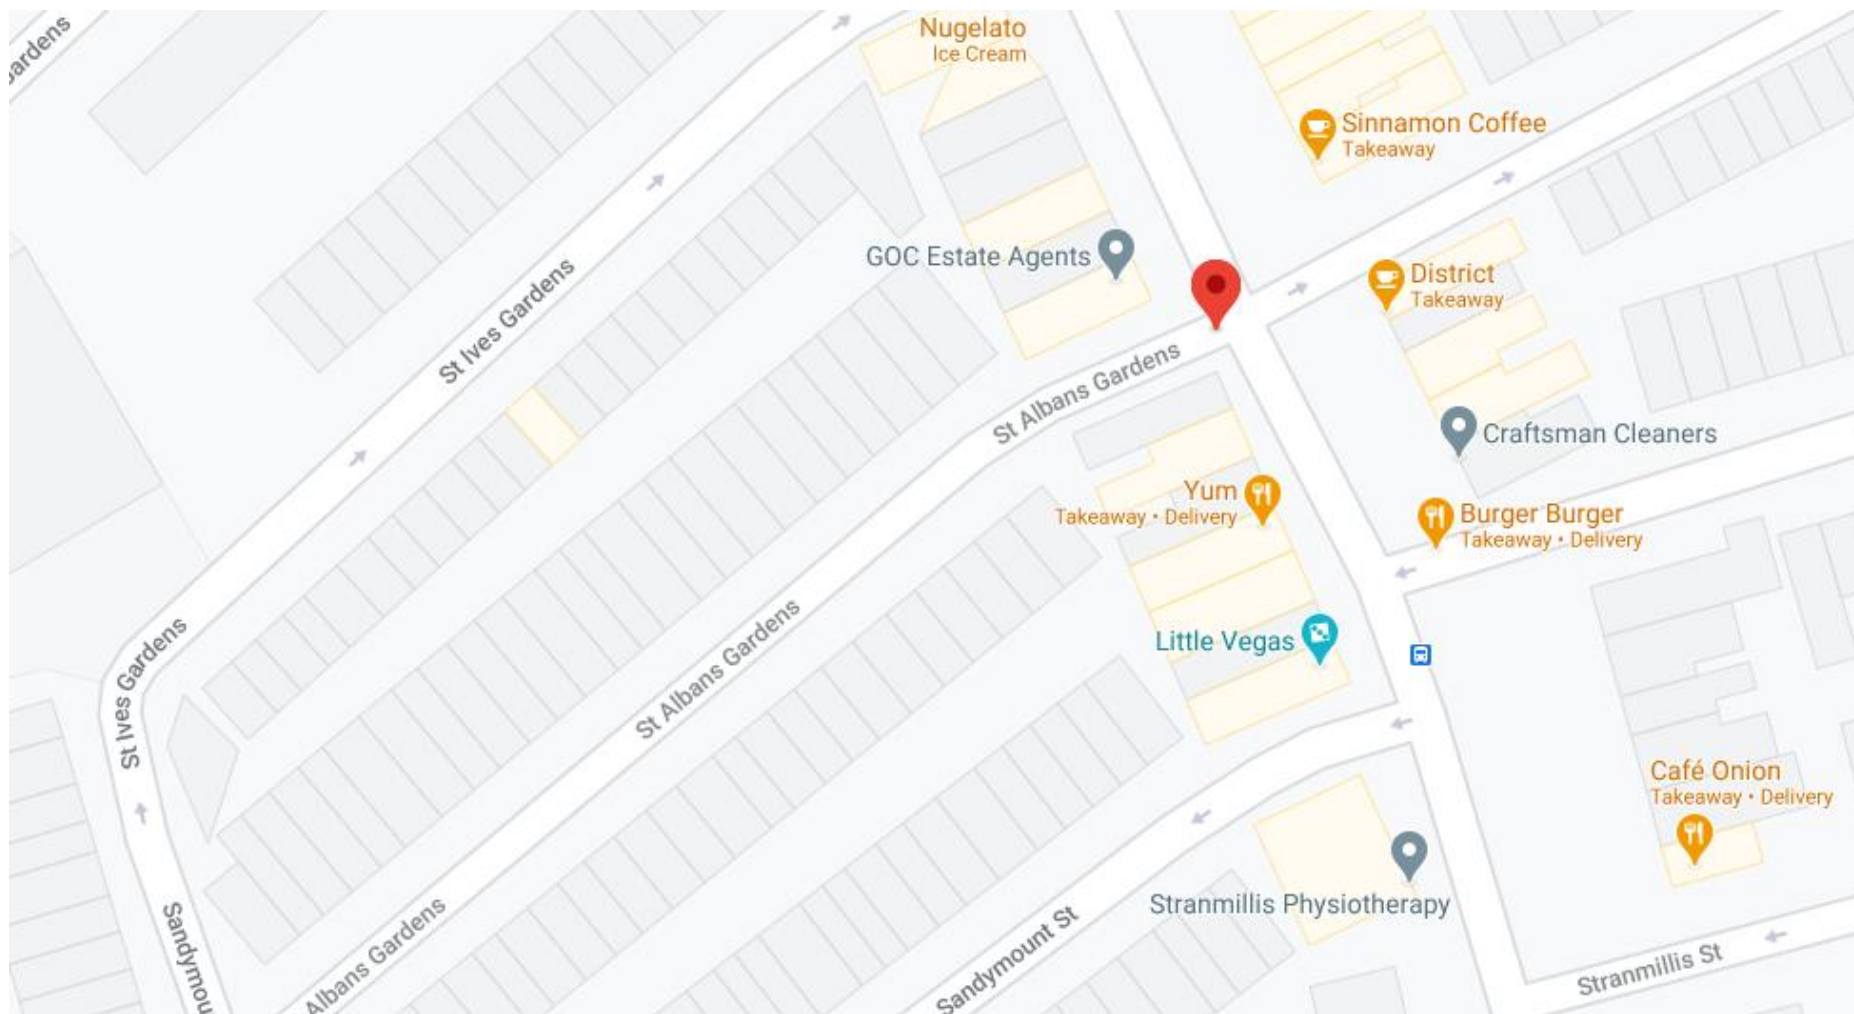 ardens
Nugelato
Ice Cream
Sinnamon Coffee
Takeaway
GOC Estate Agents
District
Takeaway
St Ives Gardens
St Albans Gardens
Craftsman Cleaners
Yum
Takeaway • Delivery
Burger Burger
Takeaway • Delivery
St Ives Gardens
St Albans Gardens
Little Vegas
Café Onion
Takeaway • Delivery
Stranmillis Physiotherapy
Sandymou
Albans Gardens
Sandymount St
Stranmillis St